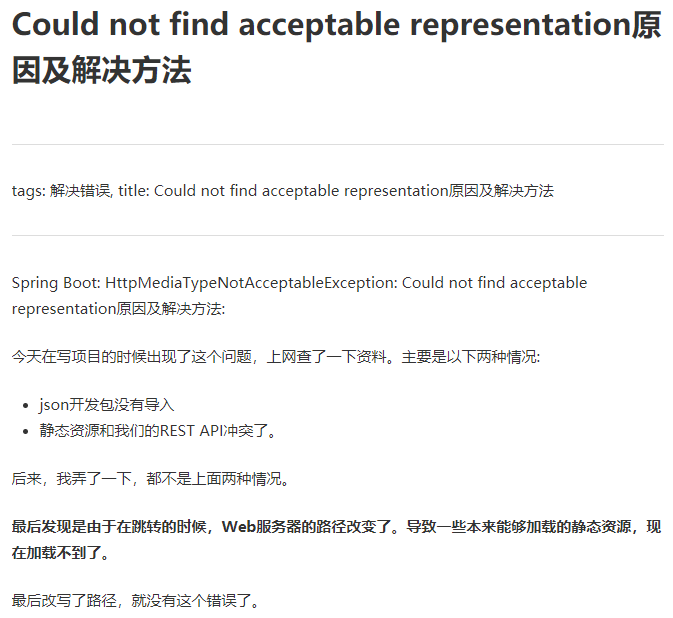 Could not find acceptable representation原
因及解决方法
tags: 解决错误, title: Could not find acceptable representation原因及解决方法
Spring Boot: HttpMediaTypeNotAcceptableException: Could not find acceptable
representation原因及解决方法:
今天在写项目的时候出现了这个问题，上网查了一下资料。主要是以下两种情况:
• json开发包没有导入
• 静态资源和我们的REST API冲突了。
后来，我弄了一下，都不是上面两种情况。
最后发现是由于在跳转的时候，Web服务器的路径改变了。导致一些本来能够加载的静态资源，现
在加载不到了。
最后改写了路径，就没有这个错误了。